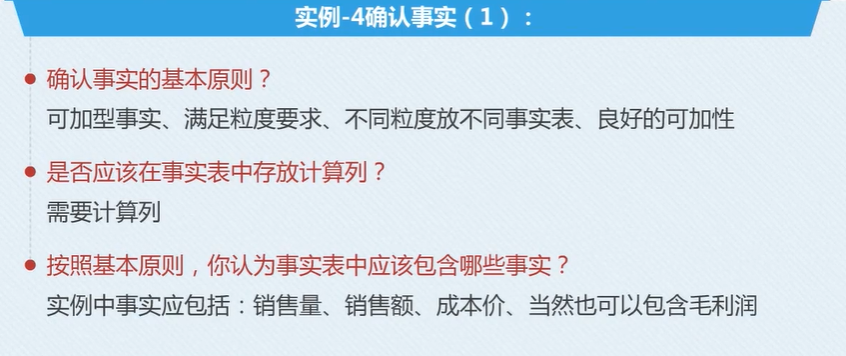 实例-4确认事实（1）：
确认事实的基本原则？
可加型事实、满足粒度要求、不同粒度放不同事实表、良好的可加性
是否应该在事实表中存放计算列？
需要计算列
按照基本原则，你认为事实表中应该包含哪些事实？
实例中事实应包括：销售量、销售额、成本价、当然也可以包含毛利润